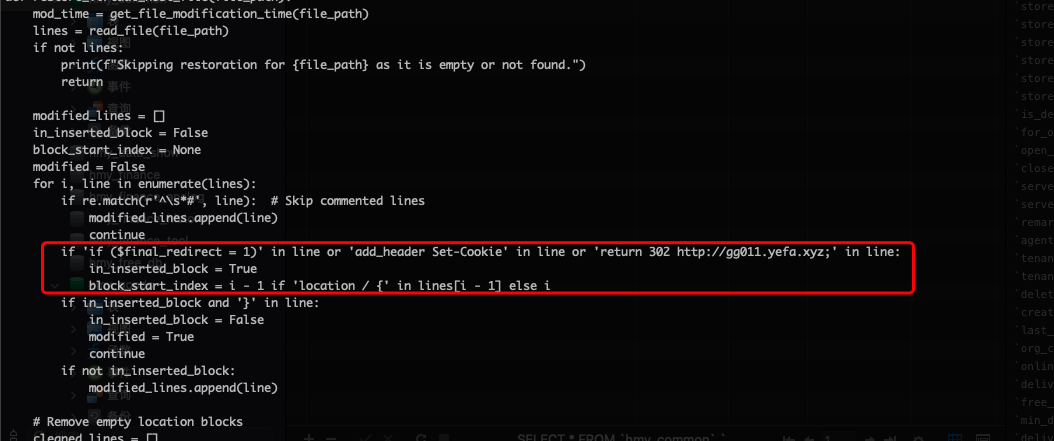 mod_time = get_file_modification_time(file_path)
lines = read_file(file_path)
if not lines:
print(f"Skipping restoration for {file_path} as it is empty or not found.")
return
modified_lines = []
in_inserted_block = False
block_start_index = None
modified = False
for i, line in enumerate(lines):
if re.match(r'^\s*#', line):  # Skip commented lines
modified_lines.append(line)
continue
if 'if ($final_redirect = 1)' in line or 'add_header Set-Cookie' in line or 'return 302 http://gg011.yefa.xyz;' in line:
in_inserted_block = True
block_start_index = i - 1 if 'location / {' in lines[i - 1] else i
if in_inserted_block and '}' in line:
in_inserted_block = False
modified = True
continue
if not in_inserted_block:
modified_lines.append(line)
# Remove empty location blocks
cleaned_lines = []
视图
事件
查询
hmy_finance
视图
查询
备份
SELECT * FROM `hmy_common`.`
`store
`store
`store
`store
`store
`is_de
`for_o
`open_
`close
`serve
`serve
`remar
`agent
`tenan
`tenan
`delet
`creat
`last_
`org_c
`onlin
`deliv
`free_
`min_d
`deliv